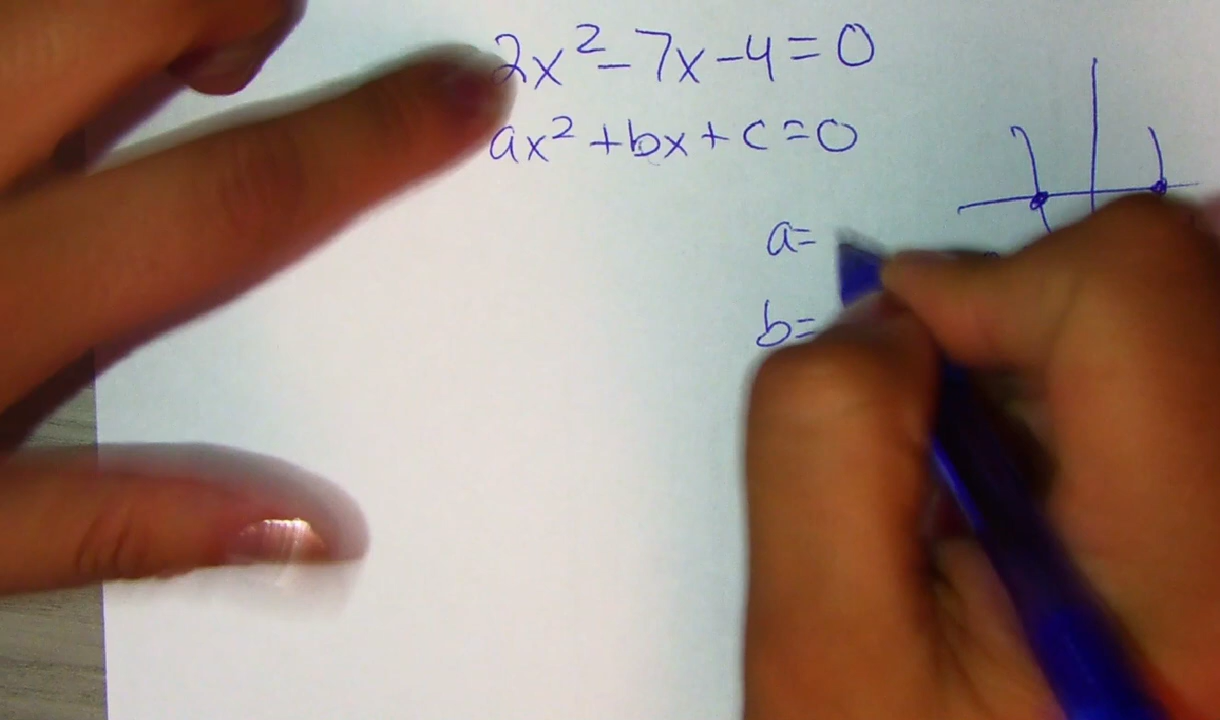 2x² - 7x - 4 = 0
ax² + bx + c = 0
a =
b =